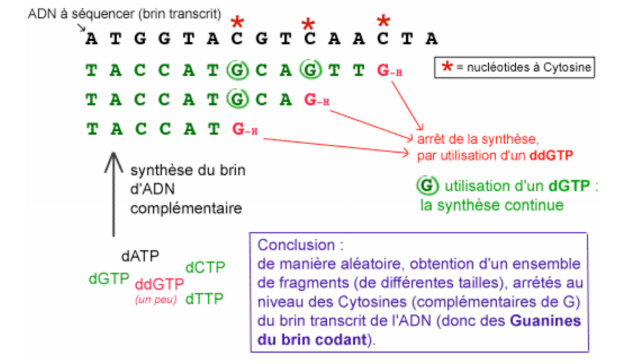 ADN à séquencer (brin transcrit)
* * *
A T G G T A C G T C A A C T A
T A C C A T G C A G T T G-H
* = nucléotides à Cytosine
T A C C A T G C A G-H
T A C C A T G-H
arrêt de la synthèse,
par utilisation d'un ddGTP
synthèse du brin
d'ADN
complémentaire
G utilisation d'un dGTP :
la synthèse continue
dATP
dGTP
dCTP
ddGTP
(un peu)
dTTP
Conclusion :
de manière aléatoire, obtention d'un ensemble
de fragments (de différentes tailles), arrétés au
niveau des Cytosines (complémentaires de G)
du brin transcrit de l'ADN (donc des Guanines
du brin codant).